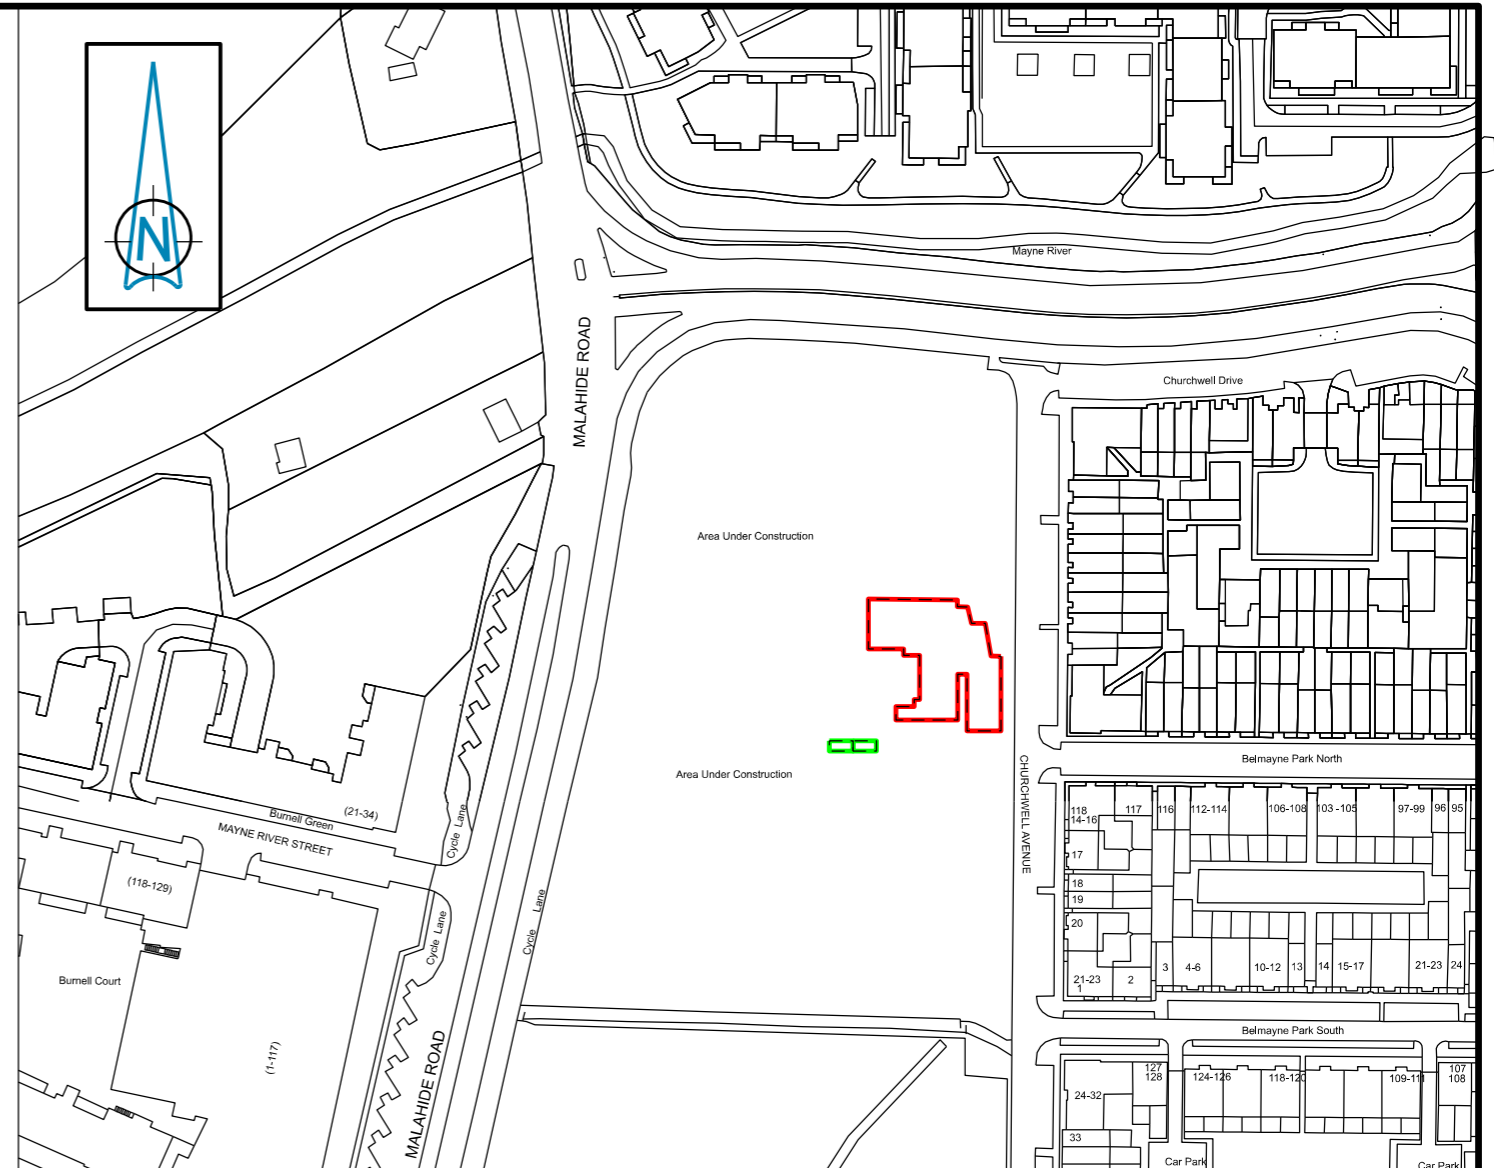 N
Mayne River
MALAHIDE ROAD
Churchwell Drive
Area Under Construction
Area Under Construction
Belmayne Park North
CHURCHWELL AVENUE
Burnell Green
(21-34)
MAYNE RIVER STREET
Cycle Lane
118
117
116
112-114
106-108
103 -105
97-99
96
95
14-16
17
18
19
20
(118-129)
Cycle Lane
Cycle Lane
Burnell Court
21-23
1
2
3
4-6
10-12
13
14
15-17
21-23
24
Belmayne Park South
(1-117)
MALAHIDE ROAD
24-32
127
128
124-126
118-120
109-111
107
108
33
Car Park
Car Park